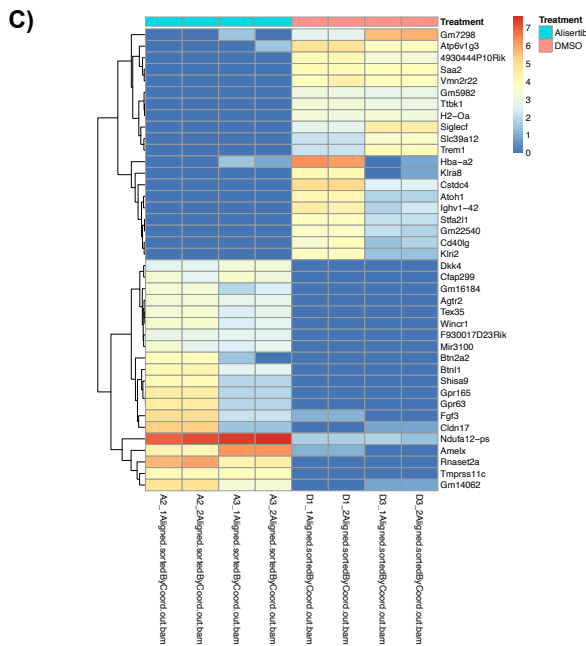 C)
Treatment
7
6
5
4
3
2
1
0
Treatment
Alisertib
DMSO
Gm7298
Atp6v1g3
4930444P10Rik
Saa2
Vmn2r22
Gm5982
Ttbk1
H2−Oa
Siglecf
Slc39a12
Trem1
Hba−a2
Klra8
Cstdc4
Atoh1
Ighv1−42
Stfa2l1
Gm22540
Cd40lg
Klri2
Dkk4
Cfap299
Gm16184
Agtr2
Tex35
Wincr1
F930017D23Rik
Mir3100
Btn2a2
Btnl1
Shisa9
Gpr165
Gpr63
Fgf3
Cldn17
Ndufa12−ps
Amelx
Rnaset2a
Tmprss11c
Gm14062
A2_1Aligned.sortedByCoord.out.bam
A2_2Aligned.sortedByCoord.out.bam
A3_1Aligned.sortedByCoord.out.bam
A3_2Aligned.sortedByCoord.out.bam
D1_1Aligned.sortedByCoord.out.bam
D1_2Aligned.sortedByCoord.out.bam
D3_1Aligned.sortedByCoord.out.bam
D3_2Aligned.sortedByCoord.out.bam